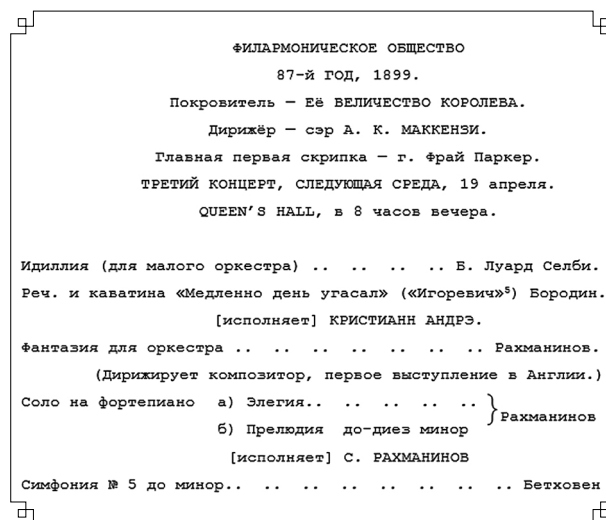 ФИЛАРМОНИЧЕСКОЕ ОБЩЕСТВО
87-й ГОД, 1899.
Покровитель — Её ВЕЛИЧЕСТВО КОРОЛЕВА.
Дирижёр — сэр А. К. МАККЕНЗИ.
Главная первая скрипка — г. Фрай Паркер.
ТРЕТИЙ КОНЦЕРТ, СЛЕДУЮЩАЯ СРЕДА, 19 апреля.
QUEEN’S HALL, в 8 часов вечера.
Идиллия (для малого оркестра) .. .. .. .. Б. Луард Селби.
Реч. и каватина «Медленно день угасал» («Игоревич»⁵) Бородин.
[исполняет] КРИСТИАНН АНДРЭ.
Фантазия для оркестра .. .. .. .. .. .. .. Рахманинов.
(Дирижирует композитор, первое выступление в Англии.)
Соло на фортепиано а) Элегия.. .. .. .. ..
б) Прелюдия до-диез минор
Рахманинов
[исполняет] С. РАХМАНИНОВ
Симфония № 5 до минор.. .. .. .. .. .. .. .. Бетховен